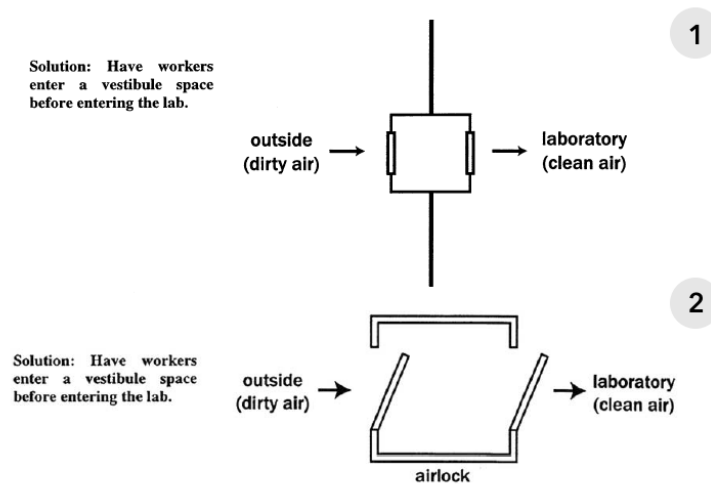 1
Solution: Have workers
enter a vestibule space
before entering the lab.
outside
(dirty air)
laboratory
(clean air)
2
Solution: Have workers
enter a vestibule space
before entering the lab.
outside
(dirty air)
laboratory
(clean air)
airlock